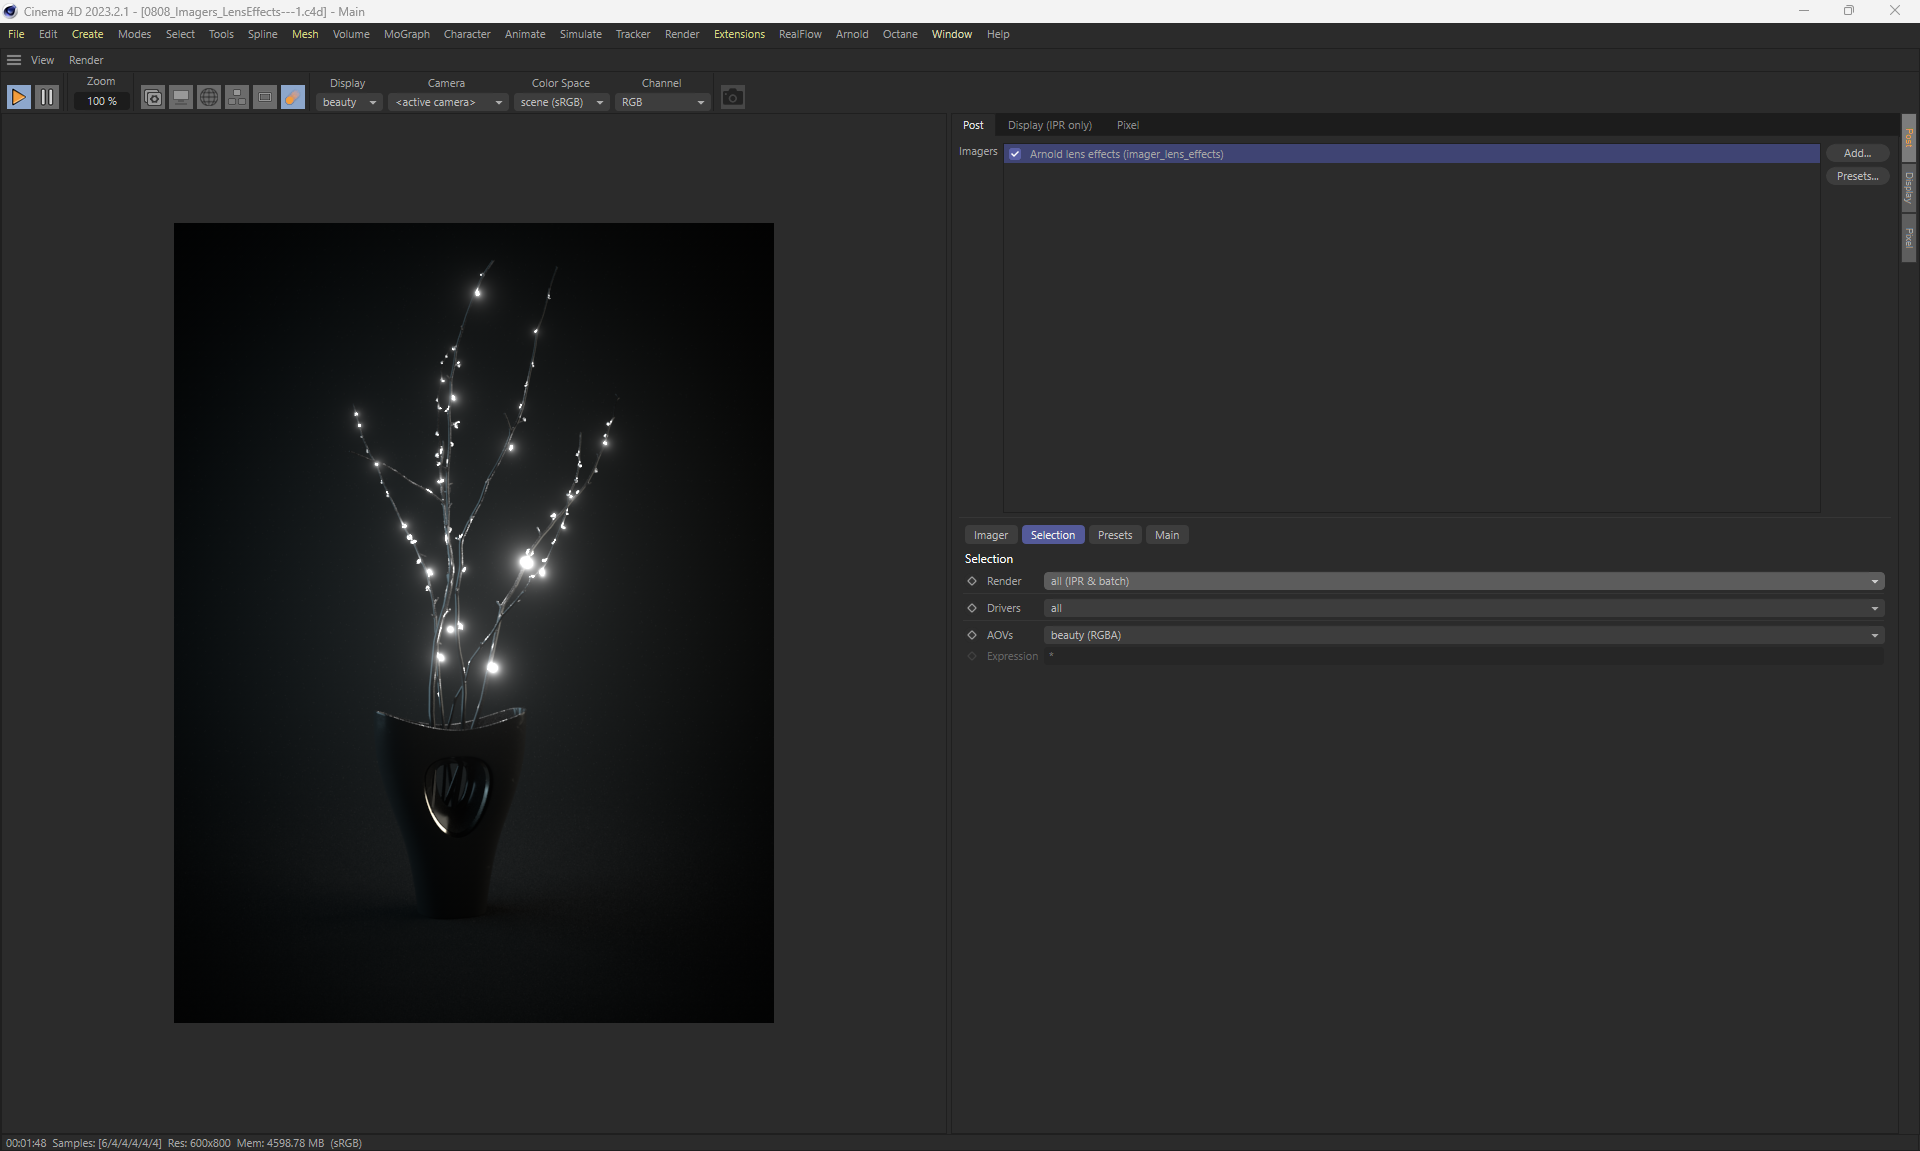 Cinema 4D 2023.2.1 - [0808_Imagers_LensEffects---1.c4d] - Main
File Edit Create Modes Select Tools Spline Mesh Volume MoGraph Character Animate Simulate Tracker Render Extensions RealFlow Arnold Octane Window Help
View Render
Zoom Display Camera Color Space Channel
100 % beauty <active camera> scene (sRGB) RGB
Post Display (IPR only) Pixel
Imagers Arnold lens effects (imager_lens_effects) Add...
Presets...
Post
Display
Pixel
Imager Selection Presets Main
Selection
Render all (IPR & batch)
Drivers all
AOVs beauty (RGBA)
Expression *
00:01:48 Samples: [6/4/4/4/4/4] Res: 600x800 Mem: 4598.78 MB (sRGB)